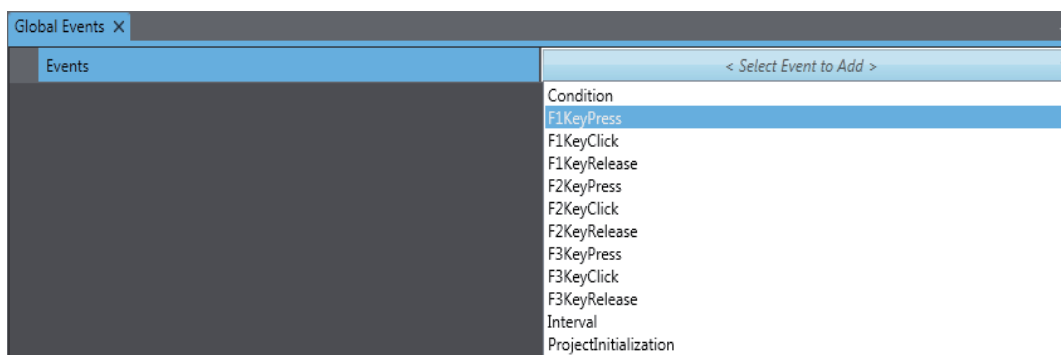 Global Events X
Events
< Select Event to Add >
Condition
F1KeyPress
F1KeyClick
F1KeyRelease
F2KeyPress
F2KeyClick
F2KeyRelease
F3KeyPress
F3KeyClick
F3KeyRelease
Interval
ProjectInitialization